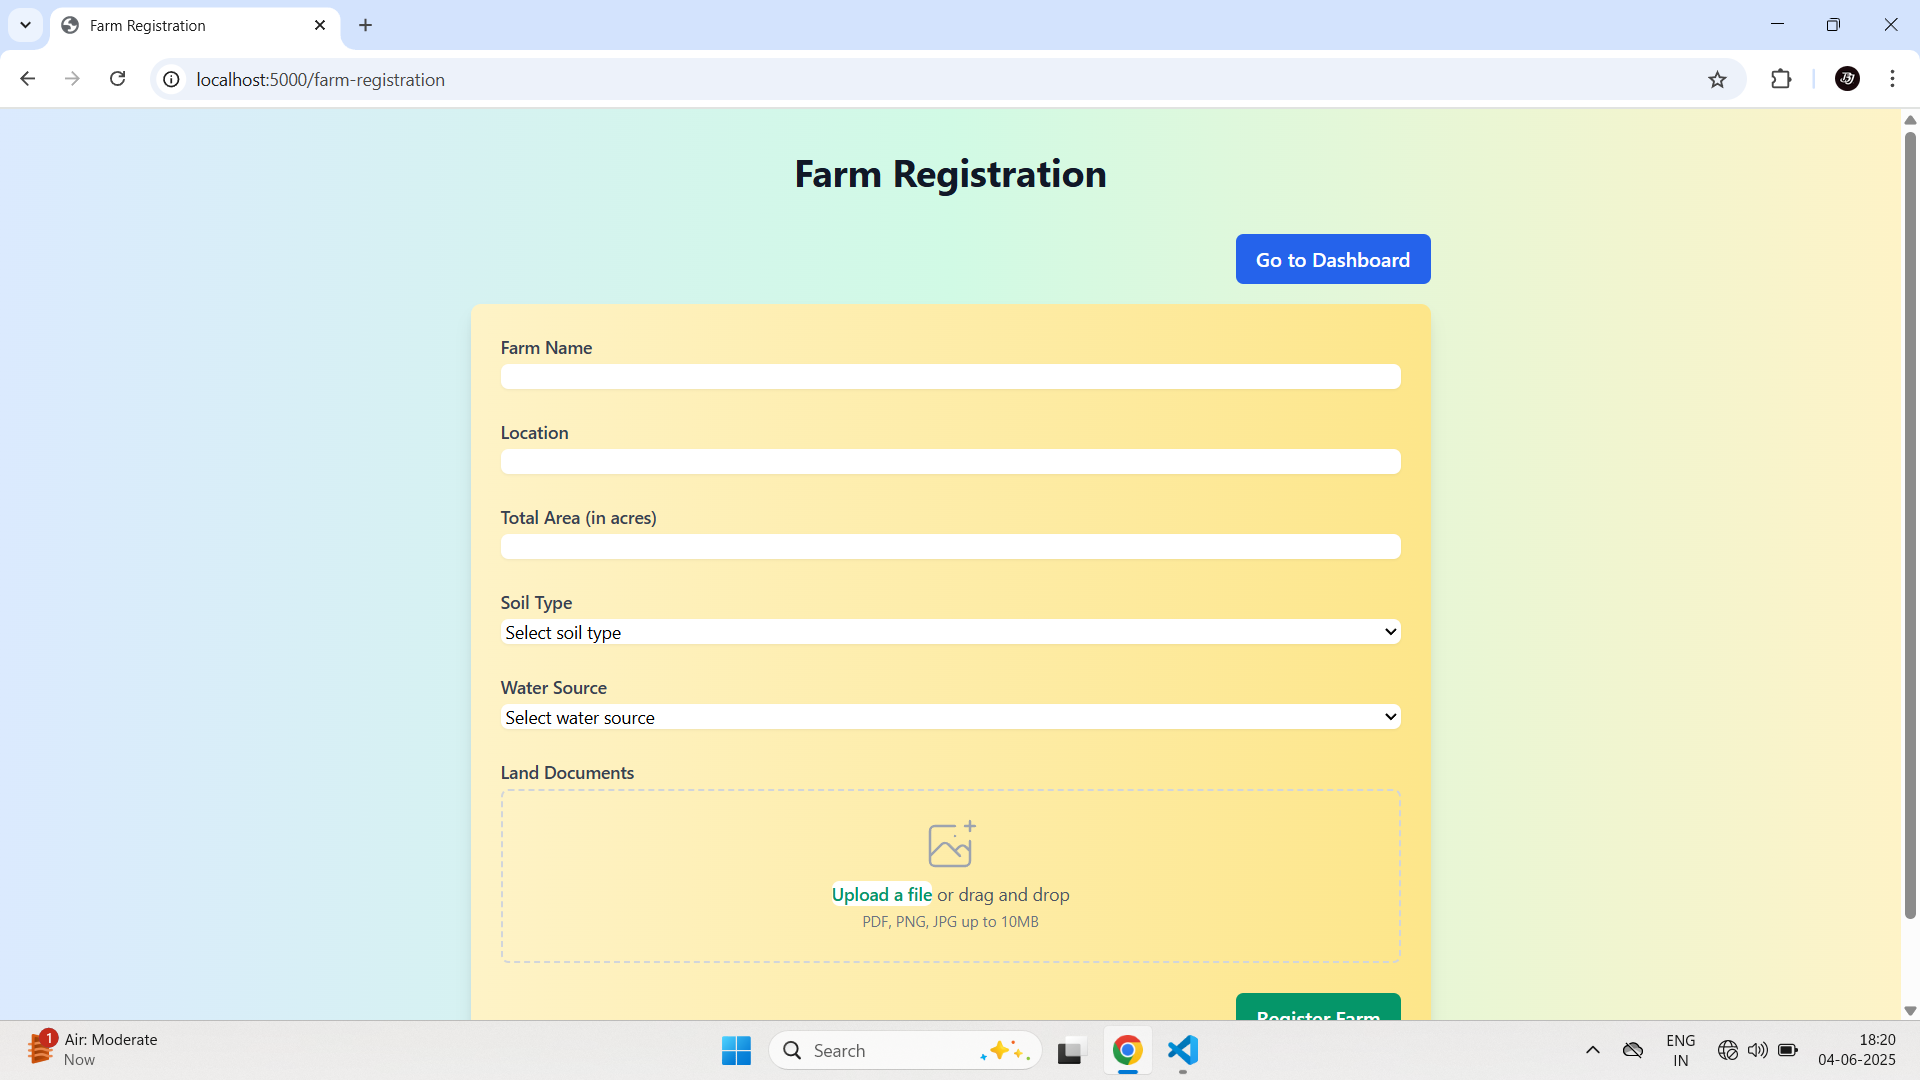 Farm Registration
localhost:5000/farm-registration
Farm Registration
Go to Dashboard
Farm Name
Location
Total Area (in acres)
Soil Type
Select soil type
Water Source
Select water source
Land Documents
Upload a file or drag and drop
PDF, PNG, JPG up to 10MB
Register Farm
1
Air: Moderate
Now
Search
ENG
IN
18:20
04-06-2025